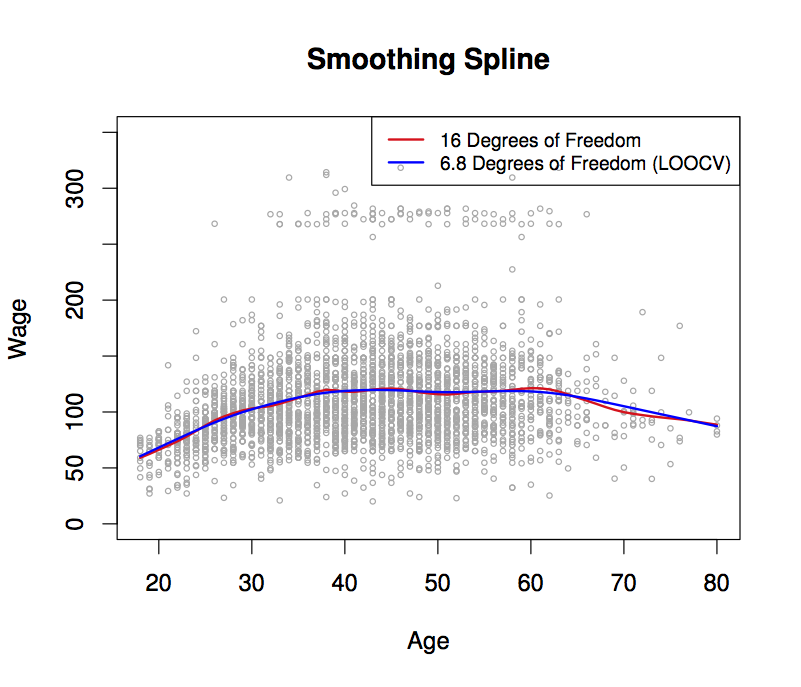 Smoothing Spline
16 Degrees of Freedom
6.8 Degrees of Freedom (LOOCV)
Wage
300
200
100
50
0
20 30 40 50 60 70 80
Age